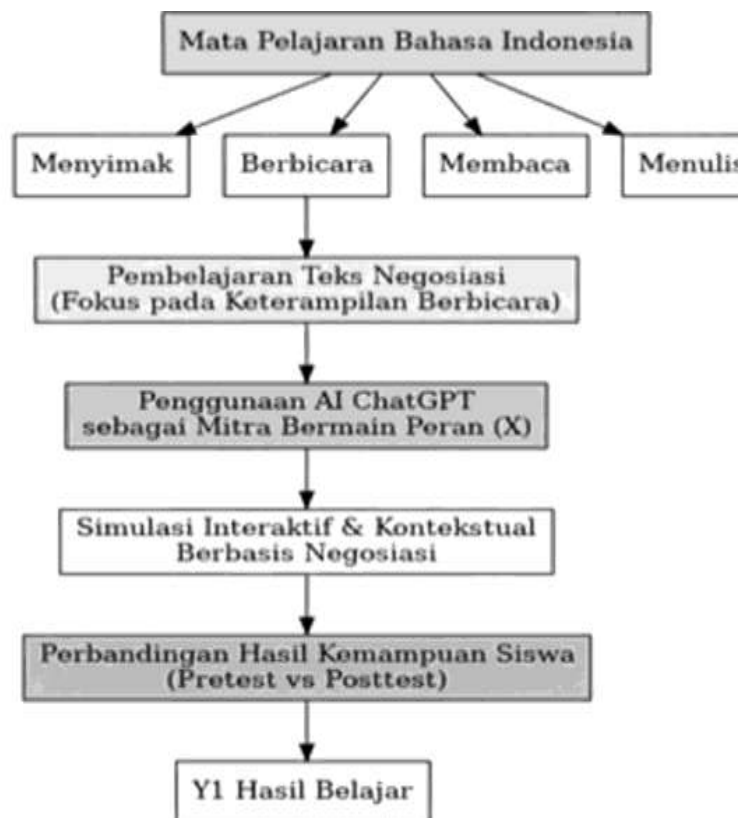 Mata Pelajaran Bahasa Indonesia
Menyimak
Berbicara
Membaca
Menulis
Pembelajaran Teks Negosiasi
(Fokus pada Keterampilan Berbicara)
Penggunaan AI ChatGPT
sebagai Mitra Bermain Peran (X)
Simulasi Interaktif & Kontekstual
Berbasis Negosiasi
Perbandingan Hasil Kemampuan Siswa
(Pretest vs Posttest)
Y1 Hasil Belajar